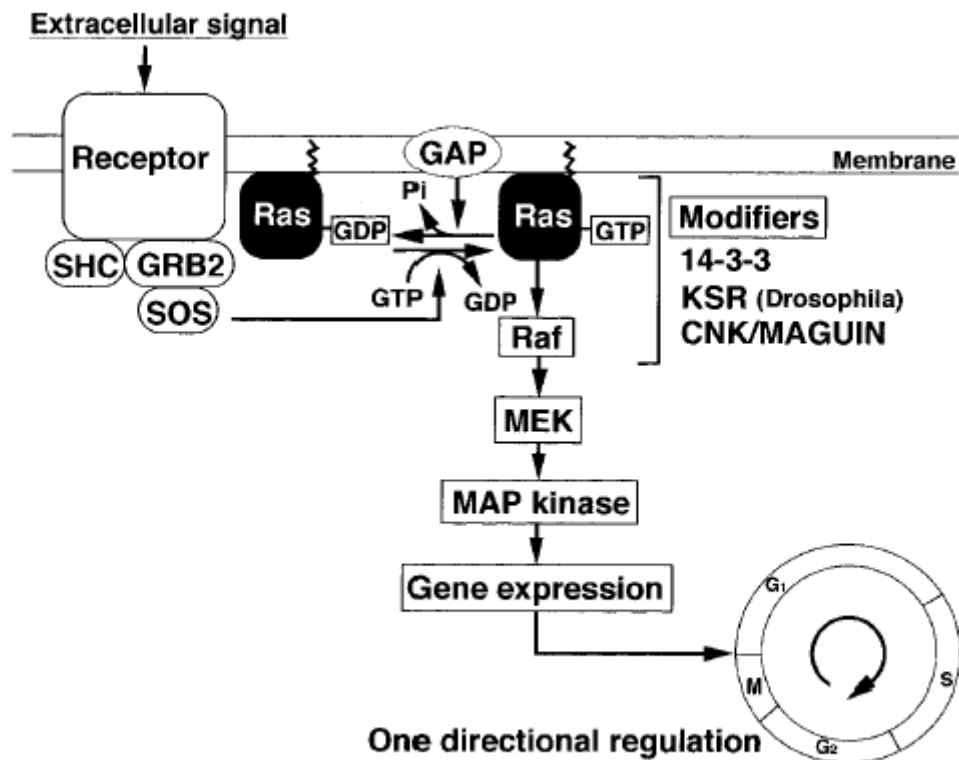 Extracellular signal
Receptor
GAP
Membrane
Ras
GDP
Pi
Ras
GTP
Modifiers
14-3-3
KSR (Drosophila)
CNK/MAGUIN
SHC
GRB2
SOS
GTP
GDP
Raf
MEK
MAP kinase
Gene expression
G1
S
M
G2
One directional regulation